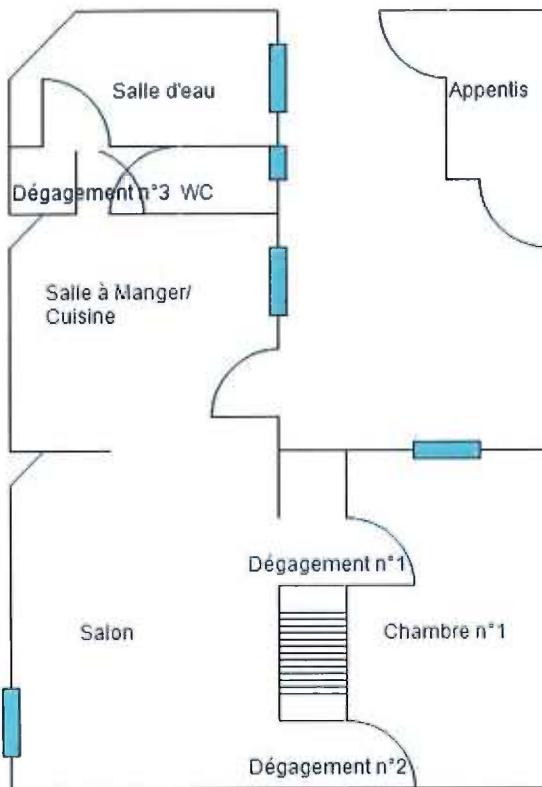 Salle d'eau
Appentis
Dégagement n°3 WC
Salle à Manger/
Cuisine
Dégagement n°1
Salon
Chambre n°1
Dégagement n°2